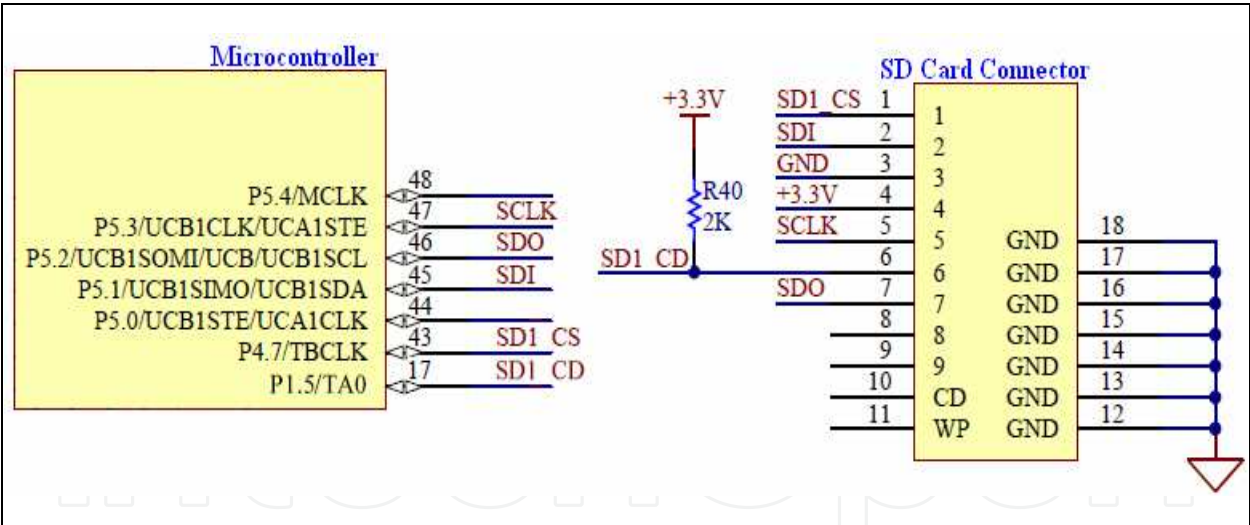 Microcontroller
P5.4/MCLK 48
P5.3/UCB1CLK/UCA1STE 47 SCLK
P5.2/UCB1SOMI/UCB/UCB1SCL 46 SDO
P5.1/UCB1SIMO/UCB1SDA 45 SDI
P5.0/UCB1STE/UCA1CLK 44
P4.7/TBCLK 43 SD1_CS
P1.5/TA0 17 SD1_CD
+3.3V
R40
2K
SD1_CD
SD Card Connector
SD1_CS 1 1
SDI 2 2
GND 3 3
+3.3V 4 4
SCLK 5 5 GND 18
6 6 GND 17
SDO 7 7 GND 16
8 8 GND 15
9 9 GND 14
10 CD GND 13
11 WP GND 12